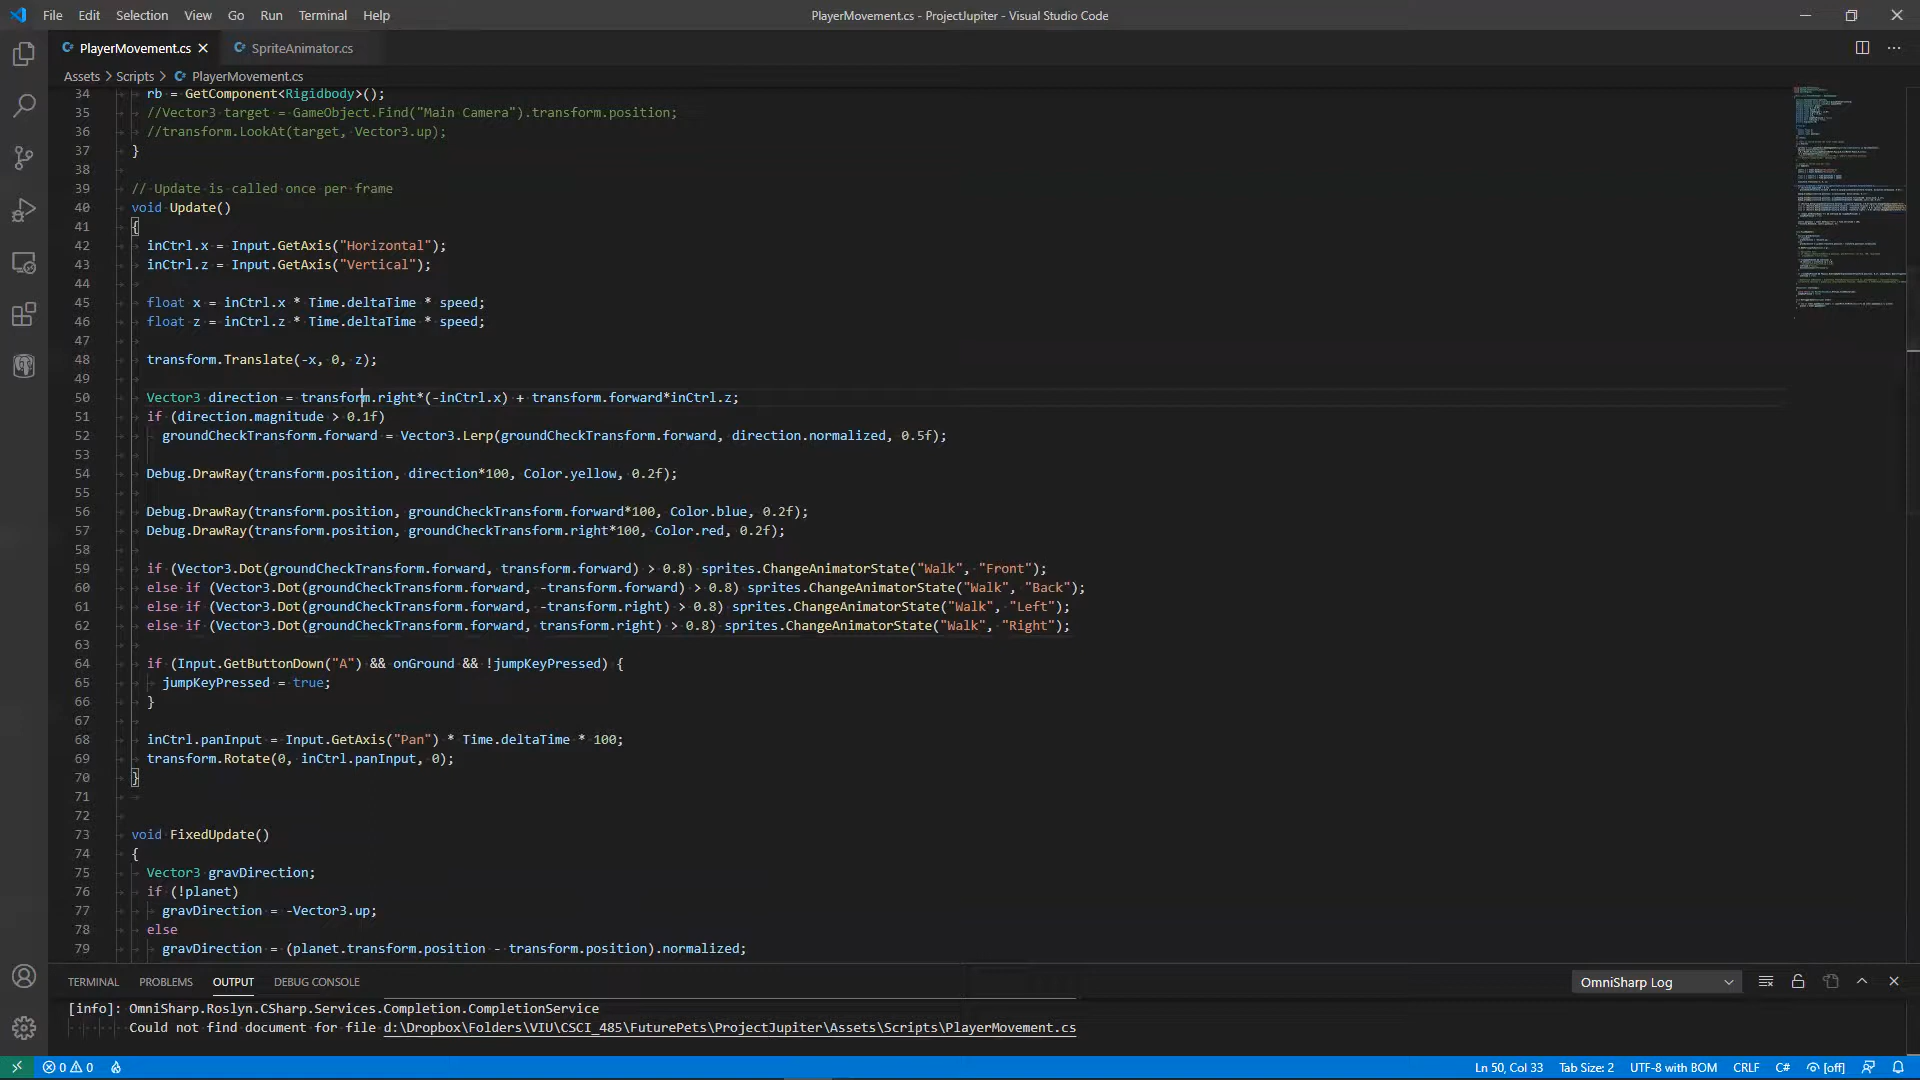 File Edit Selection View Go Run Terminal Help
PlayerMovement.cs - ProjectJupiter - Visual Studio Code
PlayerMovement.cs
SpriteAnimator.cs
Assets > Scripts > PlayerMovement.cs
34 rb = GetComponent<Rigidbody>();
35 //Vector3 target = GameObject.Find("Main Camera").transform.position;
36 //transform.LookAt(target, Vector3.up);
37 }
38
39 // Update is called once per frame
40 void Update()
41 {
42 inCtrl.x = Input.GetAxis("Horizontal");
43 inCtrl.z = Input.GetAxis("Vertical");
44
45 float x = inCtrl.x * Time.deltaTime * speed;
46 float z = inCtrl.z * Time.deltaTime * speed;
47
48 transform.Translate(-x, 0, z);
49
50 Vector3 direction = transform.right*(-inCtrl.x) + transform.forward*inCtrl.z;
51 if (direction.magnitude > 0.1f)
52 groundCheckTransform.forward = Vector3.Lerp(groundCheckTransform.forward, direction.normalized, 0.5f);
53
54 Debug.DrawRay(transform.position, direction*100, Color.yellow, 0.2f);
55
56 Debug.DrawRay(transform.position, groundCheckTransform.forward*100, Color.blue, 0.2f);
57 Debug.DrawRay(transform.position, groundCheckTransform.right*100, Color.red, 0.2f);
58
59 if (Vector3.Dot(groundCheckTransform.forward, transform.forward) > 0.8) sprites.ChangeAnimatorState("Walk", "Front");
60 else if (Vector3.Dot(groundCheckTransform.forward, -transform.forward) > 0.8) sprites.ChangeAnimatorState("Walk", "Back");
61 else if (Vector3.Dot(groundCheckTransform.forward, -transform.right) > 0.8) sprites.ChangeAnimatorState("Walk", "Left");
62 else if (Vector3.Dot(groundCheckTransform.forward, transform.right) > 0.8) sprites.ChangeAnimatorState("Walk", "Right");
63
64 if (Input.GetButtonDown("A") && onGround && !jumpKeyPressed) {
65 jumpKeyPressed = true;
66 }
67
68 inCtrl.panInput = Input.GetAxis("Pan") * Time.deltaTime * 100;
69 transform.Rotate(0, inCtrl.panInput, 0);
70 }
71
72
73 void FixedUpdate()
74 {
75 Vector3 gravDirection;
76 if (!planet)
77 gravDirection = -Vector3.up;
78 else
79 gravDirection = (planet.transform.position - transform.position).normalized;
TERMINAL PROBLEMS OUTPUT DEBUG CONSOLE
OmniSharp Log
[info]: OmniSharp.Roslyn.CSharp.Services.Completion.CompletionService
Could not find document for file d:\Dropbox\Folders\VIU\CSCI_485\FuturePets\ProjectJupiter\Assets\Scripts\PlayerMovement.cs
0 0
Ln 50, Col 33 Tab Size: 2 UTF-8 with BOM CRLF C# [off]